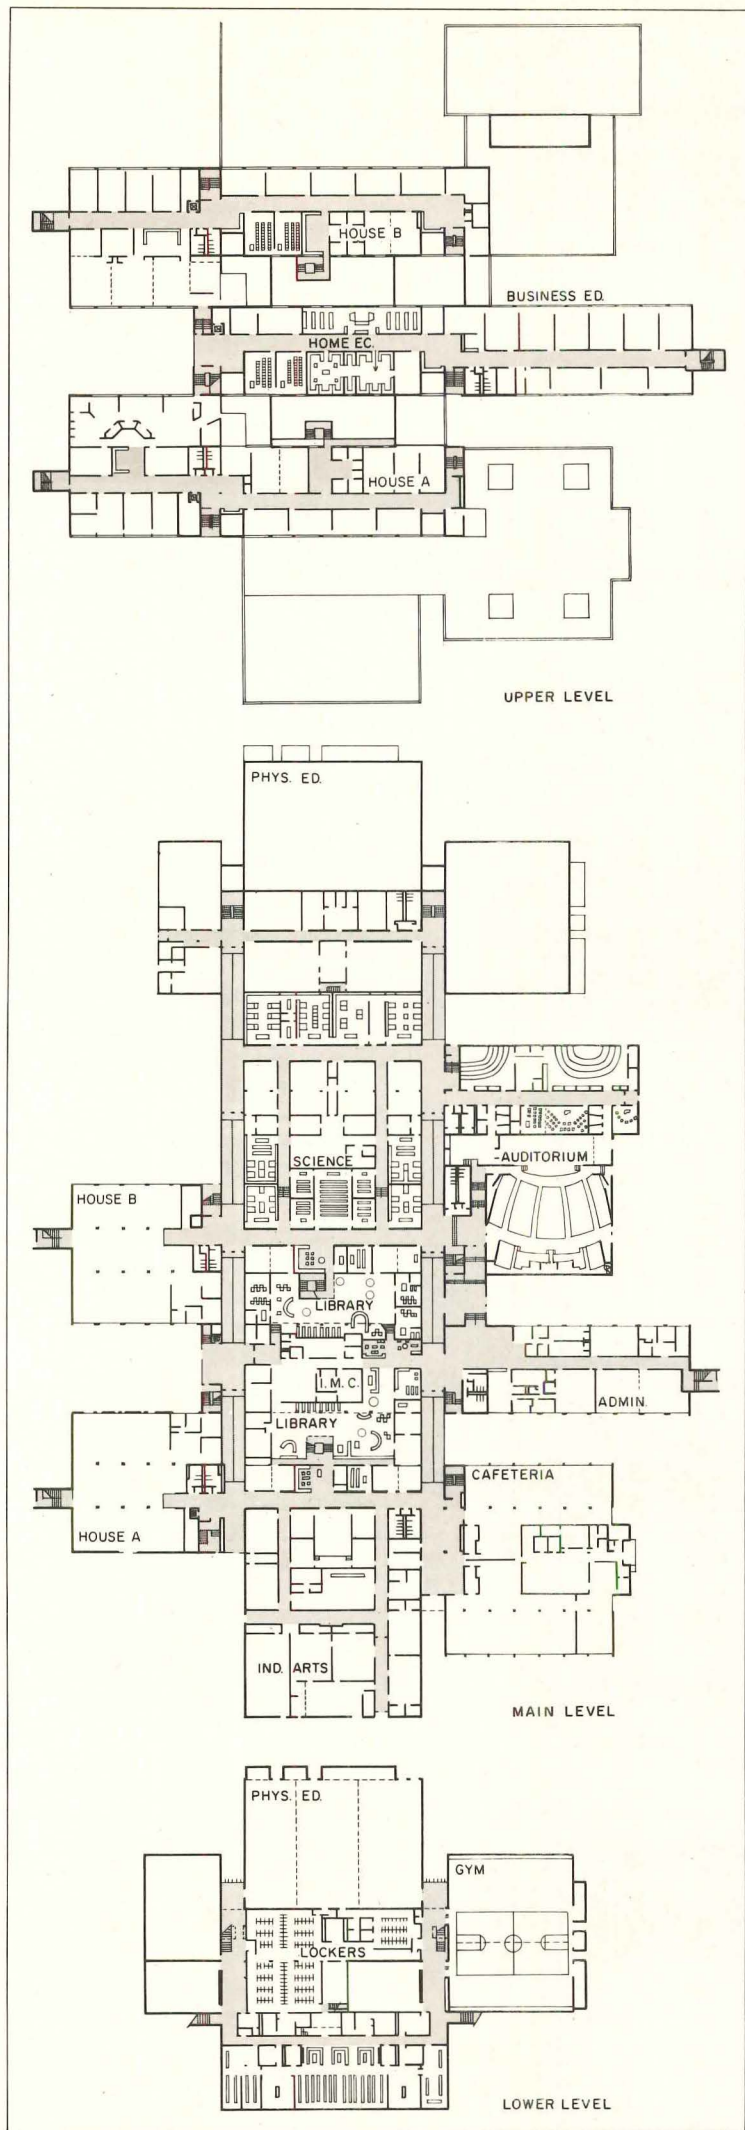 HOUSE B
BUSINESS ED.
HOME EC.
HOUSE A
UPPER LEVEL
PHYS. ED.
SCIENCE
AUDITORIUM
HOUSE B
LIBRARY
I.M.C.
ADMIN.
LIBRARY
CAFETERIA
HOUSE A
IND. ARTS
MAIN LEVEL
PHYS. ED.
GYM
LOCKERS
LOWER LEVEL